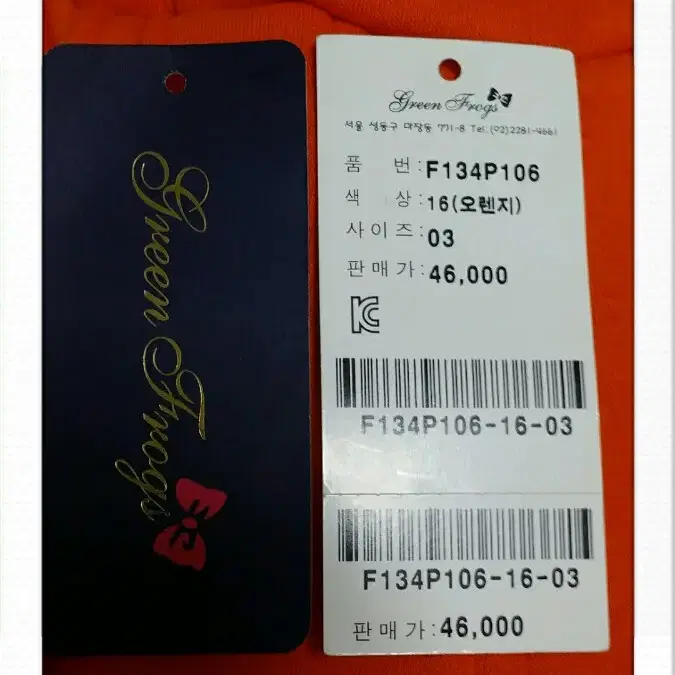 Green Frogs
Green Frogs
서울 성동구 마장동 771-8 Tel:(02)2281-4661
품 번:F134P106
색 상:16(오렌지)
사이즈:03
판매가:46,000
KC
F134P106-16-03
F134P106-16-03
판매가:46,000